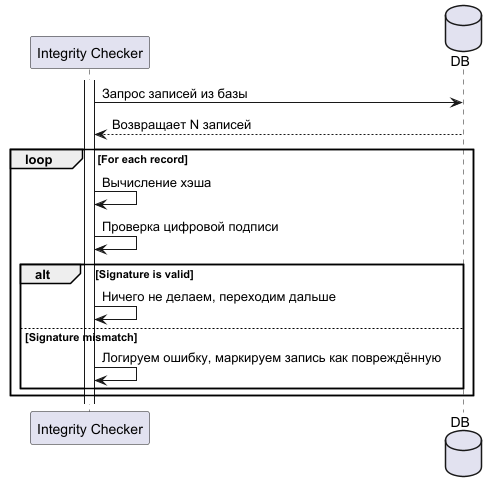 DB
Integrity Checker
Запрос записей из базы
Возвращает N записей
loop [For each record]
Вычисление хэша
Проверка цифровой подписи
alt [Signature is valid]
Ничего не делаем, переходим дальше
[Signature mismatch]
Логируем ошибку, маркируем запись как повреждённую
Integrity Checker
DB